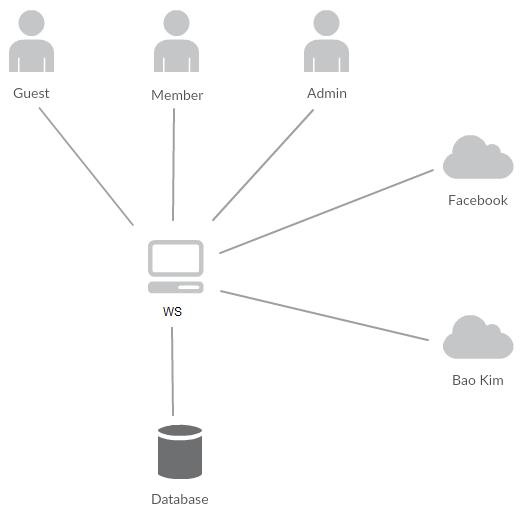 Guest
Member
Admin
Facebook
WS
Bao Kim
Database